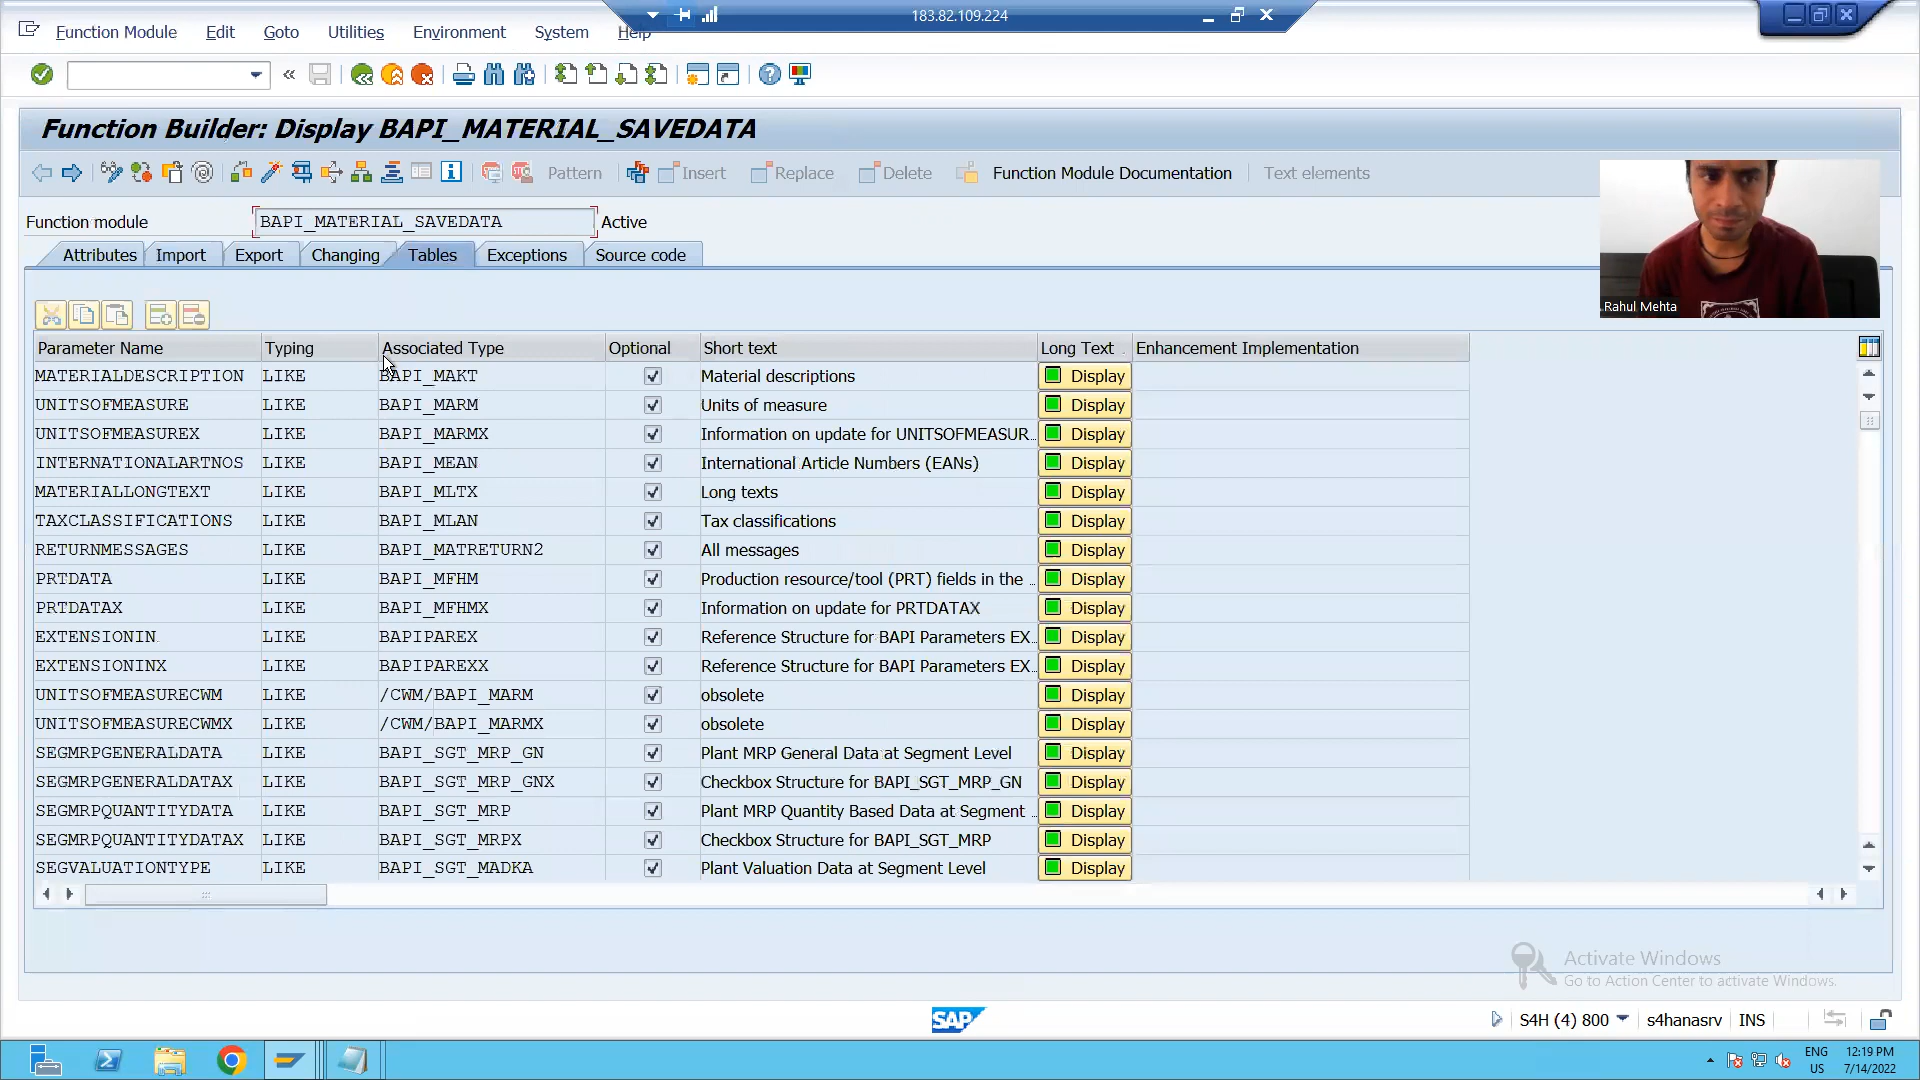 183.82.109.224
Function Module Edit Goto Utilities Environment System Help
Function Builder: Display BAPI_MATERIAL_SAVEDATA
Pattern Insert Replace Delete Function Module Documentation Text elements
Function module BAPI_MATERIAL_SAVEDATA Active
Attributes Import Export Changing Tables Exceptions Source code
Rahul Mehta
Parameter Name Typing Associated Type Optional Short text Long Text Enhancement Implementation
MATERIALDESCRIPTION LIKE BAPI_MAKT Material descriptions Display
UNITSOFMEASURE LIKE BAPI_MARM Units of measure Display
UNITSOFMEASUREX LIKE BAPI_MARMX Information on update for UNITSOFMEASUR... Display
INTERNATIONALARTNOS LIKE BAPI_MEAN International Article Numbers (EANs) Display
MATERIALLONGTEXT LIKE BAPI_MLTX Long texts Display
TAXCLASSIFICATIONS LIKE BAPI_MLAN Tax classifications Display
RETURNMESSAGES LIKE BAPI_MATRETURN2 All messages Display
PRTDATA LIKE BAPI_MFHM Production resource/tool (PRT) fields in the ... Display
PRTDATAX LIKE BAPI_MFHMX Information on update for PRTDATAX Display
EXTENSIONIN LIKE BAPIPAREX Reference Structure for BAPI Parameters EX... Display
EXTENSIONINX LIKE BAPIPAREXX Reference Structure for BAPI Parameters EX... Display
UNITSOFMEASURECWM LIKE /CWM/BAPI_MARM obsolete Display
UNITSOFMEASURECWMX LIKE /CWM/BAPI_MARMX obsolete Display
SEGMRPGENERALDATA LIKE BAPI_SGT_MRP_GN Plant MRP General Data at Segment Level Display
SEGMRPGENERALDATAX LIKE BAPI_SGT_MRP_GNX Checkbox Structure for BAPI_SGT_MRP_GN Display
SEGMRPQUANTITYDATA LIKE BAPI_SGT_MRP Plant MRP Quantity Based Data at Segment ... Display
SEGMRPQUANTITYDATAX LIKE BAPI_SGT_MRPX Checkbox Structure for BAPI_SGT_MRP Display
SEGVALUATIONTYPE LIKE BAPI_SGT_MADKA Plant Valuation Data at Segment Level Display
Activate Windows
Go to Action Center to activate Windows.
SAP S4H (4) 800 s4hanasrv INS
ENG 12:19 PM
US 7/14/2022